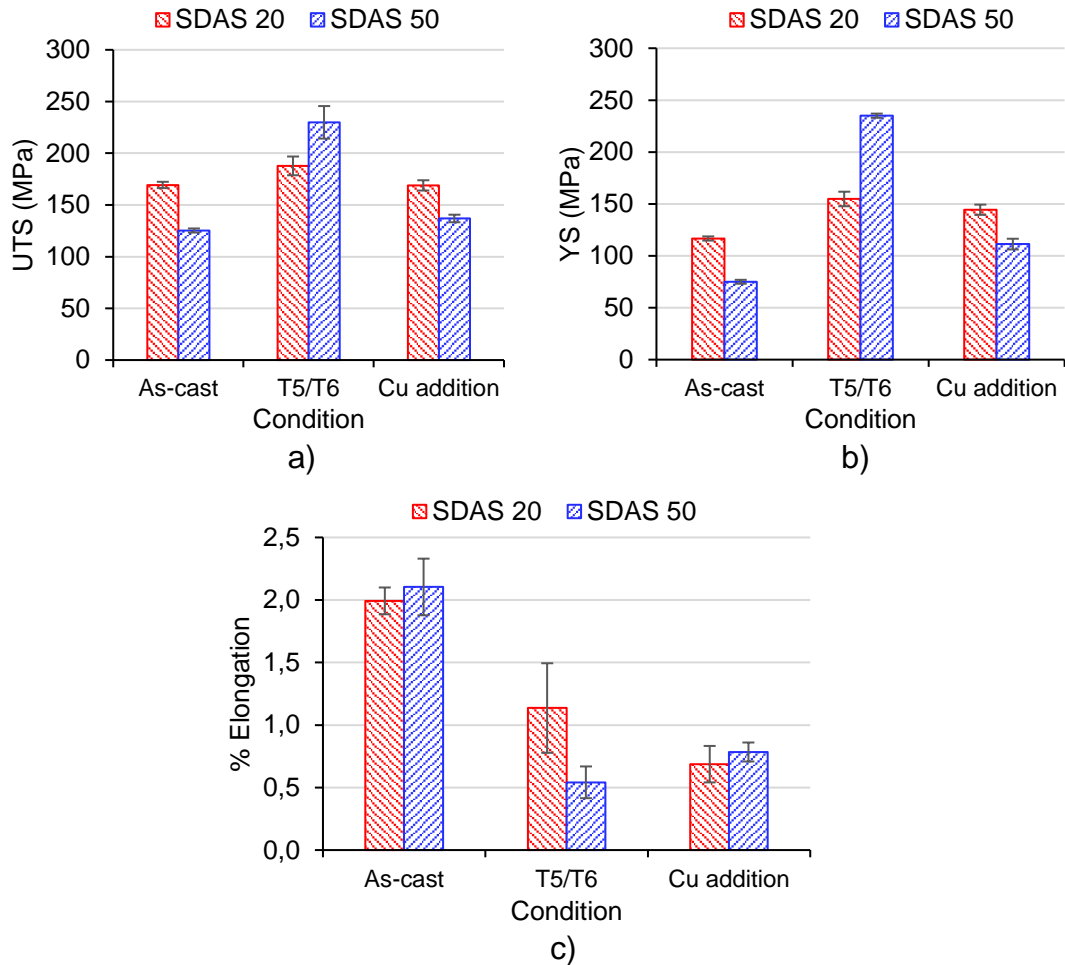 SDAS 20 SDAS 50
300
250
200
150
100
50
0
UTS (MPa)
As-cast T5/T6 Cu addition
Condition
a)
SDAS 20 SDAS 50
300
250
200
150
100
50
0
YS (MPa)
As-cast T5/T6 Cu addition
Condition
b)
SDAS 20 SDAS 50
2,5
2,0
1,5
1,0
0,5
0,0
% Elongation
As-cast T5/T6 Cu addition
Condition
c)